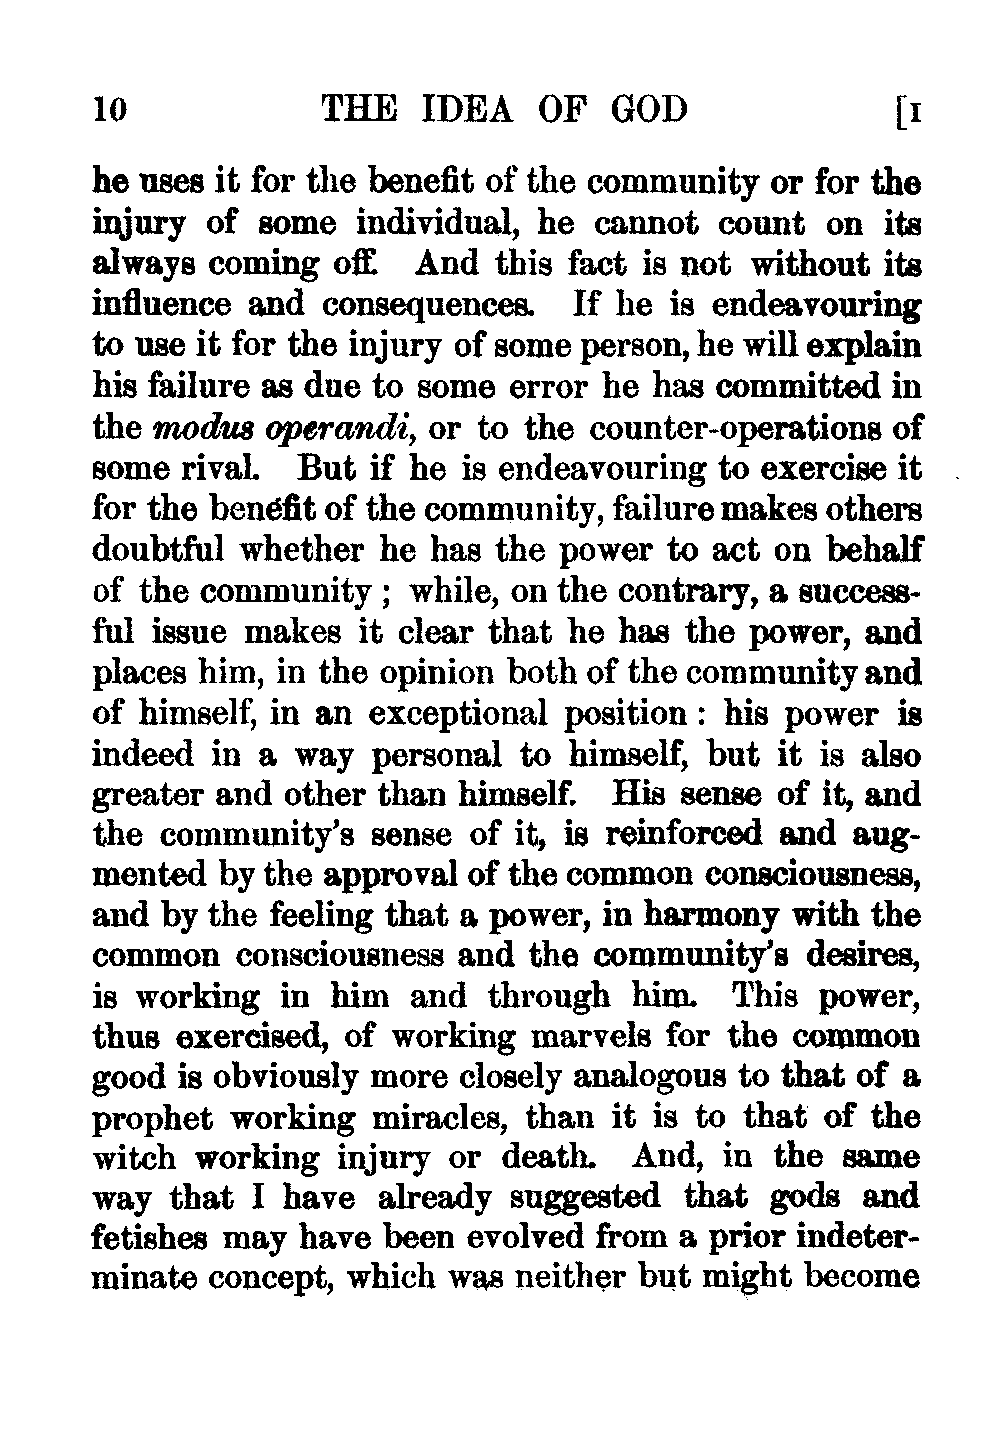 10 THE IDEA OF GOD [I
he uses it for the benefit of the community or for the
injury of some individual, he cannot count on its
always coming off. And this fact is not without its
influence and consequences. If he is endeavouring
to use it for the injury of some person, he will explain
his failure as due to some error he has committed in
the modus operandi, or to the counter-operations of
some rival. But if he is endeavouring to exercise it
for the benefit of the community, failure makes others
doubtful whether he has the power to act on behalf
of the community ; while, on the contrary, a success-
ful issue makes it clear that he has the power, and
places him, in the opinion both of the community and
of himself, in an exceptional position : his power is
indeed in a way personal to himself, but it is also
greater and other than himself. His sense of it, and
the community's sense of it, is reinforced and aug-
mented by the approval of the common consciousness,
and by the feeling that a power, in harmony with the
common consciousness and the community's desires,
is working in him and through him. This power,
thus exercised, of working marvels for the common
good is obviously more closely analogous to that of a
prophet working miracles, than it is to that of the
witch working injury or death. And, in the same
way that I have already suggested that gods and
fetishes may have been evolved from a prior indeter-
minate concept, which was neither but might become